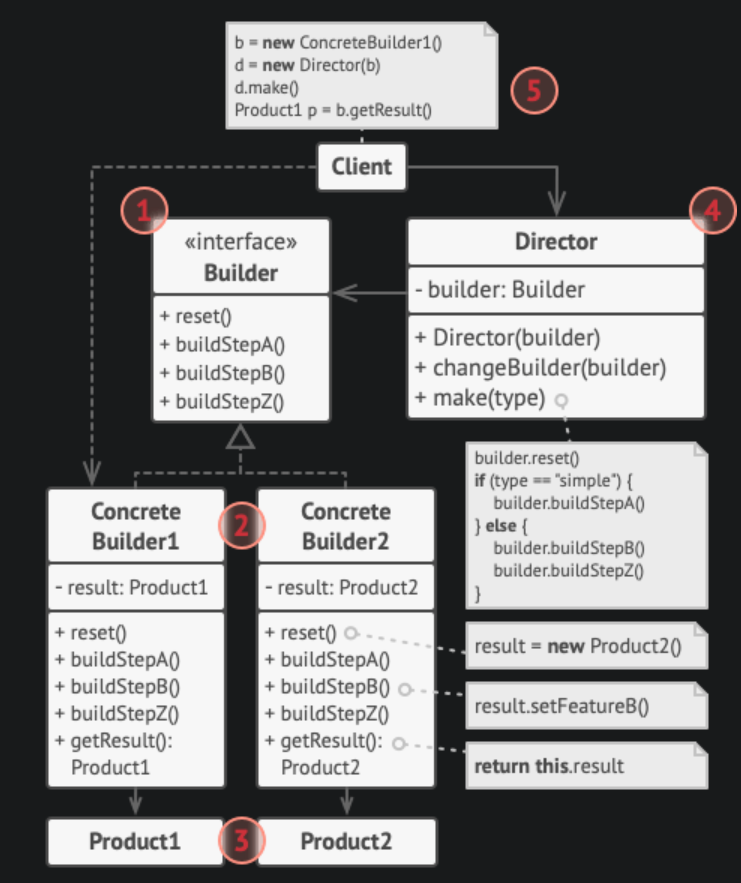 b = new ConcreteBuilder1()
d = new Director(b)
d.make()
Product1 p = b.getResult()
5
Client
1
«interface»
Builder
+ reset()
+ buildStepA()
+ buildStepB()
+ buildStepZ()
4
Director
- builder: Builder
+ Director(builder)
+ changeBuilder(builder)
+ make(type)
builder.reset()
if (type == "simple") {
builder.buildStepA()
} else {
builder.buildStepB()
builder.buildStepZ()
}
Concrete
Builder1
- result: Product1
+ reset()
+ buildStepA()
+ buildStepB()
+ buildStepZ()
+ getResult():
Product1
2
Concrete
Builder2
- result: Product2
+ reset()
+ buildStepA()
+ buildStepB()
+ buildStepZ()
+ getResult():
Product2
result = new Product2()
result.setFeatureB()
return this.result
Product1
3
Product2